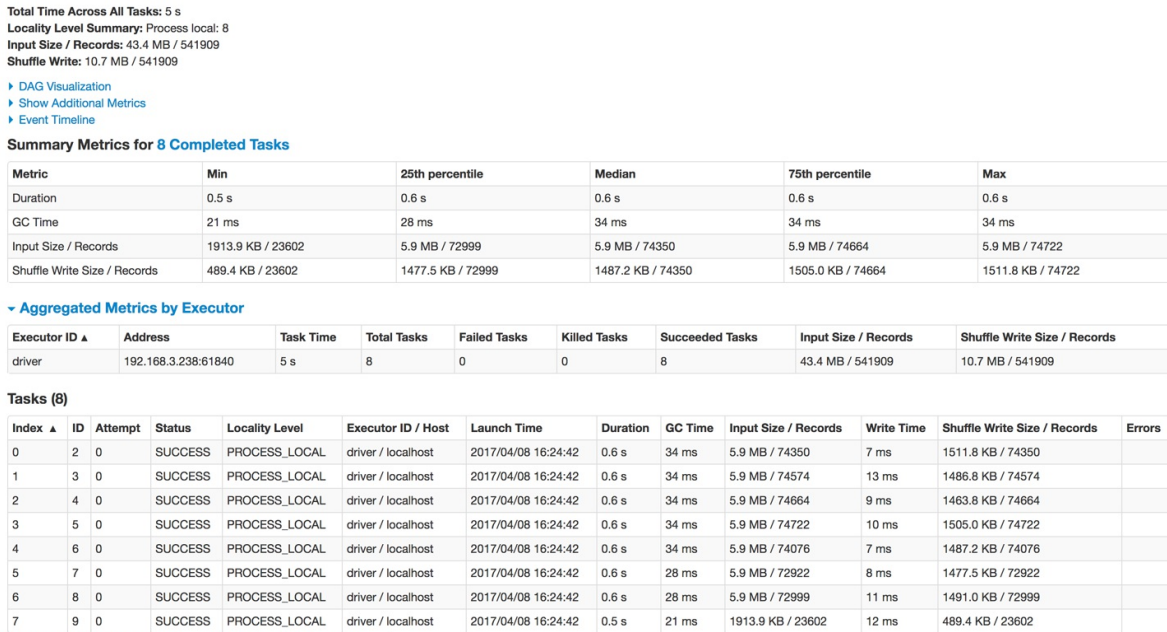 Total Time Across All Tasks: 5 s
Locality Level Summary: Process local: 8
Input Size / Records: 43.4 MB / 541909
Shuffle Write: 10.7 MB / 541909
DAG Visualization
Show Additional Metrics
Event Timeline
Summary Metrics for 8 Completed Tasks
Metric Min 25th percentile Median 75th percentile Max
Duration 0.5 s 0.6 s 0.6 s 0.6 s 0.6 s
GC Time 21 ms 28 ms 34 ms 34 ms 34 ms
Input Size / Records 1913.9 KB / 23602 5.9 MB / 72999 5.9 MB / 74350 5.9 MB / 74664 5.9 MB / 74722
Shuffle Write Size / Records 489.4 KB / 23602 1477.5 KB / 72999 1487.2 KB / 74350 1505.0 KB / 74664 1511.8 KB / 74722
Aggregated Metrics by Executor
Executor ID ▲ Address Task Time Total Tasks Failed Tasks Killed Tasks Succeeded Tasks Input Size / Records Shuffle Write Size / Records
driver 192.168.3.238:61840 5 s 8 0 0 8 43.4 MB / 541909 10.7 MB / 541909
Tasks (8)
Index ▲ ID Attempt Status Locality Level Executor ID / Host Launch Time Duration GC Time Input Size / Records Write Time Shuffle Write Size / Records Errors
0 2 0 SUCCESS PROCESS_LOCAL driver / localhost 2017/04/08 16:24:42 0.6 s 34 ms 5.9 MB / 74350 7 ms 1511.8 KB / 74350
1 3 0 SUCCESS PROCESS_LOCAL driver / localhost 2017/04/08 16:24:42 0.6 s 34 ms 5.9 MB / 74574 13 ms 1486.8 KB / 74574
2 4 0 SUCCESS PROCESS_LOCAL driver / localhost 2017/04/08 16:24:42 0.6 s 34 ms 5.9 MB / 74664 9 ms 1463.8 KB / 74664
3 5 0 SUCCESS PROCESS_LOCAL driver / localhost 2017/04/08 16:24:42 0.6 s 34 ms 5.9 MB / 74722 10 ms 1505.0 KB / 74722
4 6 0 SUCCESS PROCESS_LOCAL driver / localhost 2017/04/08 16:24:42 0.6 s 34 ms 5.9 MB / 74076 7 ms 1487.2 KB / 74076
5 7 0 SUCCESS PROCESS_LOCAL driver / localhost 2017/04/08 16:24:42 0.6 s 28 ms 5.9 MB / 72922 8 ms 1477.5 KB / 72922
6 8 0 SUCCESS PROCESS_LOCAL driver / localhost 2017/04/08 16:24:42 0.6 s 28 ms 5.9 MB / 72999 11 ms 1491.0 KB / 72999
7 9 0 SUCCESS PROCESS_LOCAL driver / localhost 2017/04/08 16:24:42 0.5 s 21 ms 1913.9 KB / 23602 12 ms 489.4 KB / 23602